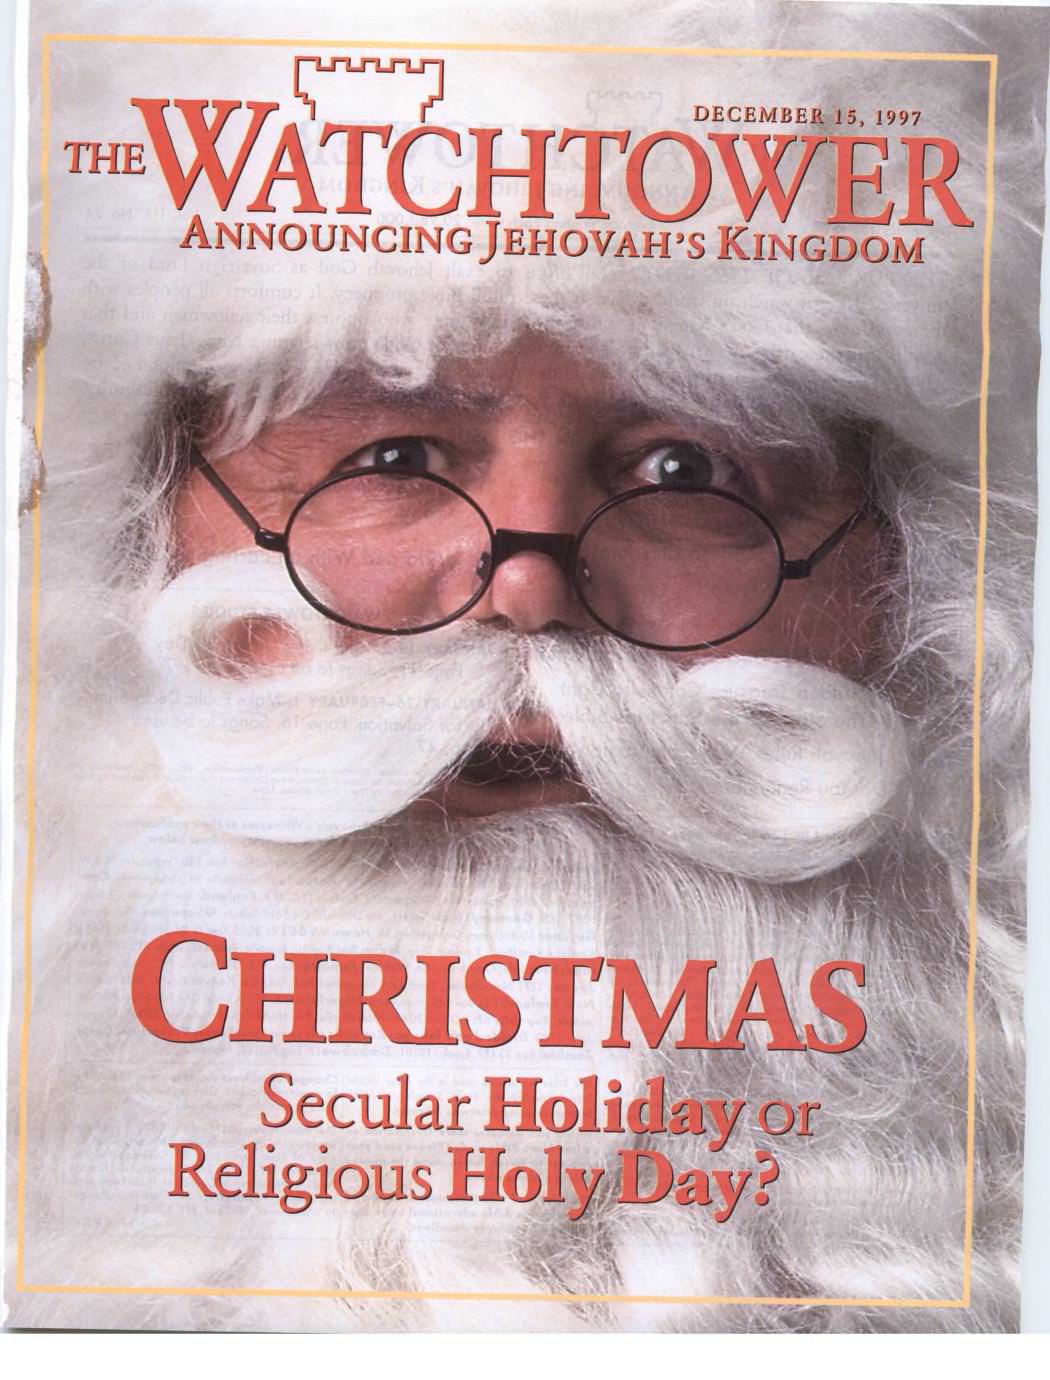 DECEMBER 15, 1997
THE WATCHTOWER
ANNOUNCING JEHOVAH'S KINGDOM
CHRISTMAS
Secular Holiday or
Religious Holy Day?